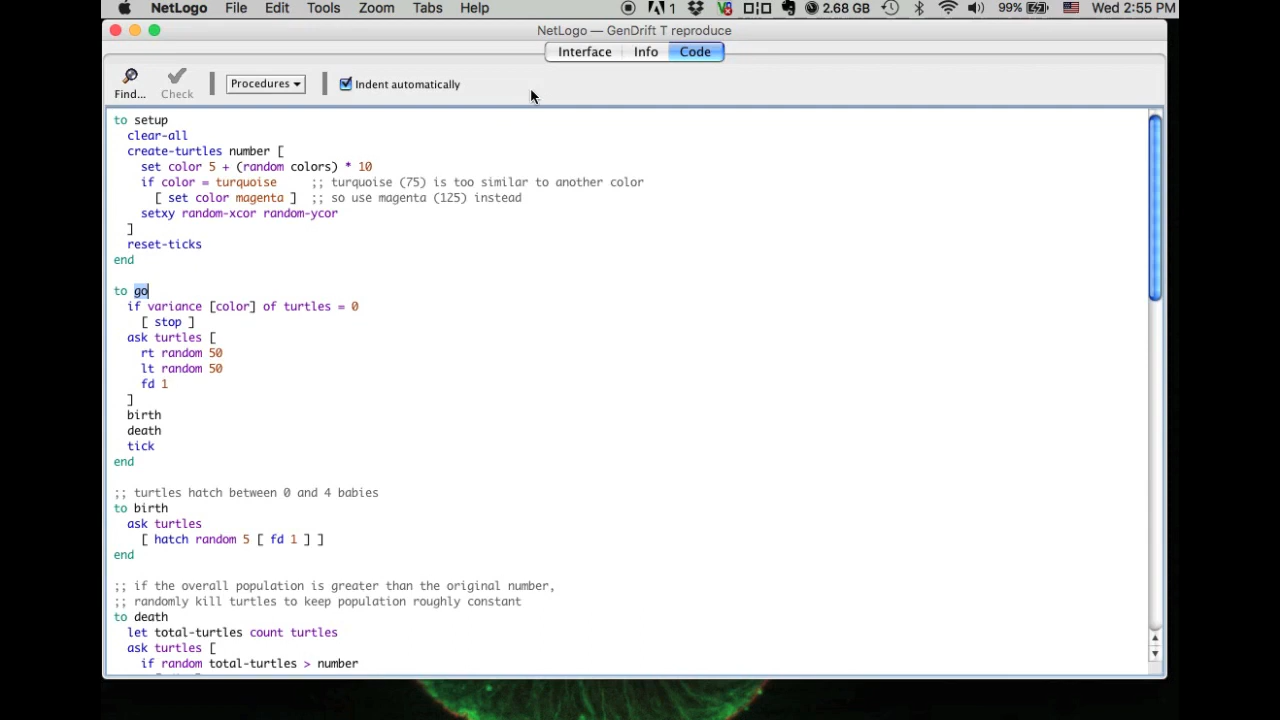 NetLogo File Edit Tools Zoom Tabs Help 1 2.68 GB 99% Wed 2:55 PM
NetLogo — GenDrift T reproduce
Interface Info Code
Find... Check Procedures Indent automatically
to setup
clear-all
create-turtles number [
set color 5 + (random colors) * 10
if color = turquoise ;; turquoise (75) is too similar to another color
[ set color magenta ] ;; so use magenta (125) instead
setxy random-xcor random-ycor
]
reset-ticks
end
to go
if variance [color] of turtles = 0
[ stop ]
ask turtles [
rt random 50
lt random 50
fd 1
]
birth
death
tick
end
;; turtles hatch between 0 and 4 babies
to birth
ask turtles
[ hatch random 5 [ fd 1 ] ]
end
;; if the overall population is greater than the original number,
;; randomly kill turtles to keep population roughly constant
to death
let total-turtles count turtles
ask turtles [
if random total-turtles > number